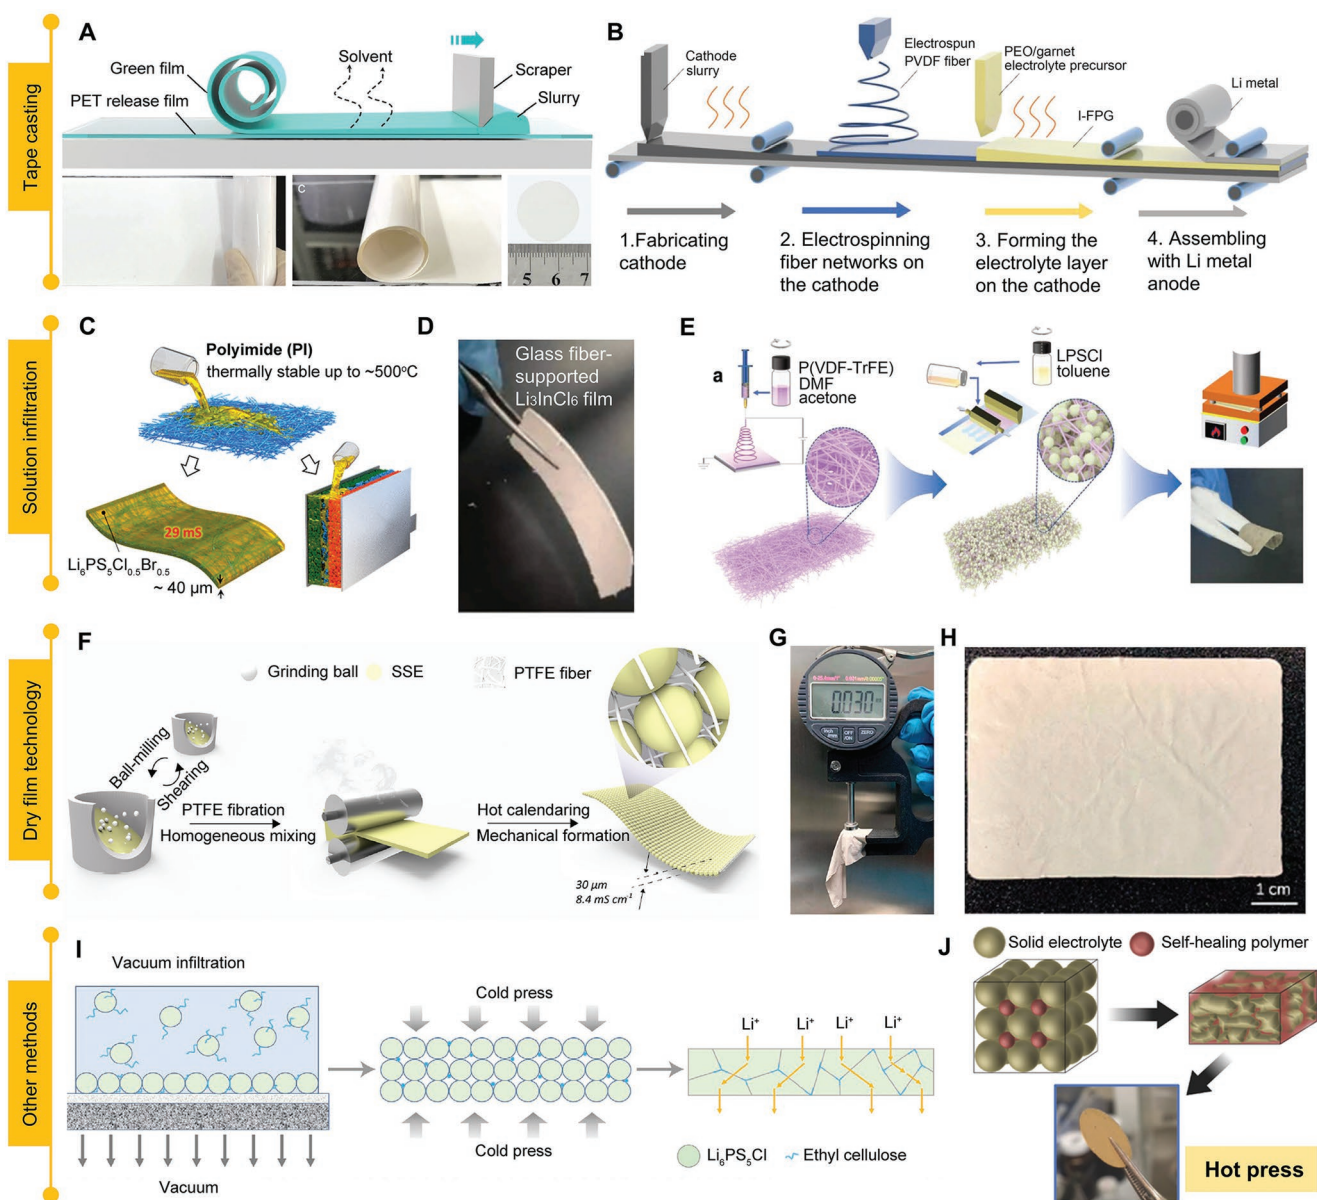 Tape casting
A
Green film
PET release film
Solvent
Scraper
Slurry
C
5 6 7
B
Cathode
slurry
Electrospun
PVDF fiber
PEO/garnet
electrolyte precursor
I-FPG
Li metal
1.Fabricating
cathode
2. Electrospinning
fiber networks on
the cathode
3. Forming the
electrolyte layer
on the cathode
4. Assembling
with Li metal
anode
Solution infiltration
C
Polyimide (PI)
thermally stable up to ~500°C
29 mS
Li₆PS₅Cl₀.₅Br₀.₅
~ 40 µm
D
Glass fiber-
supported
Li₃InCl₆ film
E
a
P(VDF-TrFE)
DMF
acetone
LPSCl
toluene
Dry film technology
F
Grinding ball
SSE
PTFE fiber
Ball-milling
Shearing
PTFE fibration
Homogeneous mixing
Hot calendaring
Mechanical formation
30 µm
8.4 mS cm⁻¹
G
0.030
OFF
/ON
ZERO
H
1 cm
Other methods
I
Vacuum infiltration
Vacuum
Cold press
Cold press
Li⁺ Li⁺ Li⁺ Li⁺
Li₆PS₅Cl
Ethyl cellulose
J
Solid electrolyte
Self-healing polymer
Hot press